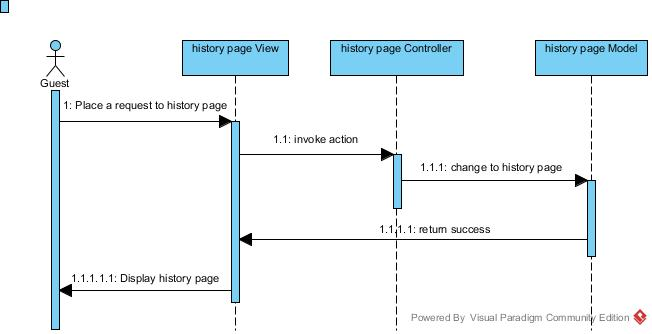 history page View
history page Controller
history page Model
Guest
1: Place a request to history page
1.1: invoke action
1.1.1: change to history page
1.1.1.1: return success
1.1.1.1.1: Display history page
Powered By Visual Paradigm Community Edition